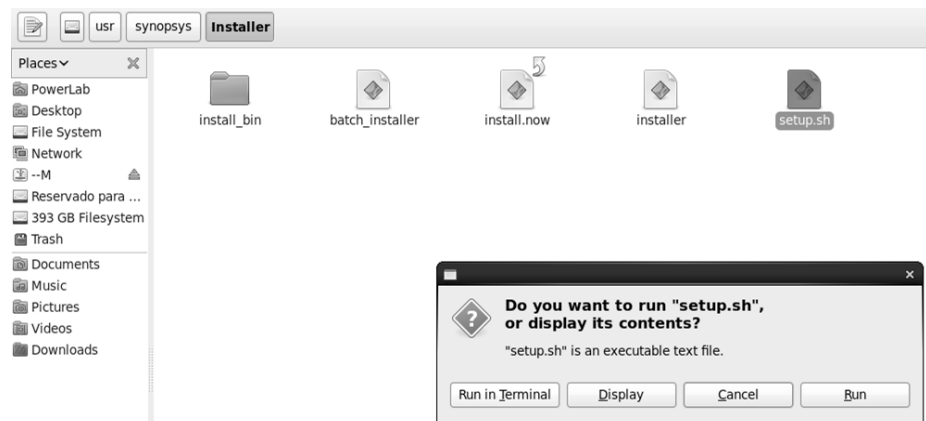 usr synopsys Installer
Places
PowerLab
Desktop
File System
Network
--M
Reservado para ...
393 GB Filesystem
Trash
Documents
Music
Pictures
Videos
Downloads
install_bin batch_installer install.now installer setup.sh
Do you want to run "setup.sh",
or display its contents?
"setup.sh" is an executable text file.
Run in Terminal Display Cancel Run